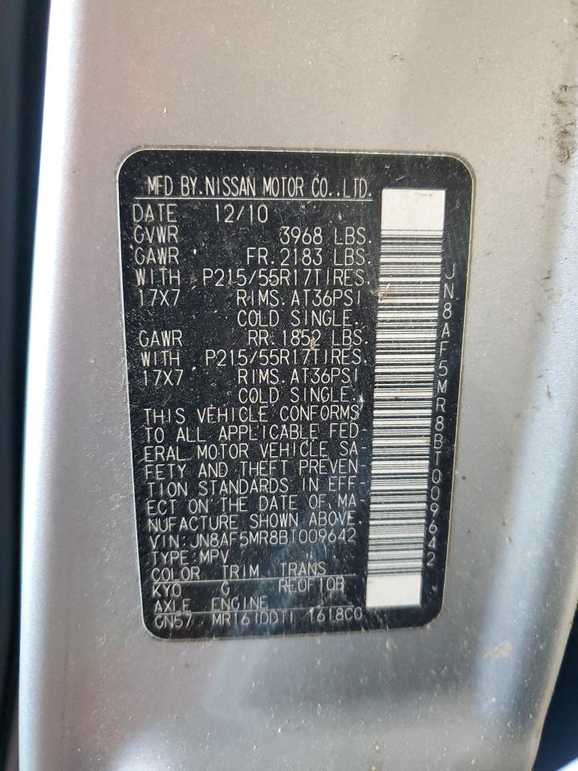 MFD BY.NISSAN MOTOR CO.,LTD.
DATE 12/10
GVWR 3968 LBS.
GAWR FR.2183 LBS.
WITH P215/55R17TIRES.
17X7 RIMS.AT36PSI
COLD SINGLE.
GAWR RR.1852 LBS.
WITH P215/55R17TIRES.
17X7 RIMS.AT36PSI
COLD SINGLE.
THIS VEHICLE CONFORMS
TO ALL APPLICABLE FED-
ERAL MOTOR VEHICLE SA
FETY AND THEFT PREVEN-
TION STANDARDS IN EFF-
ECT ON THE DATE OF MA-
NUFACTURE SHOWN ABOVE.
VIN:JN8AF5MR8BT009642
TYPE:MPV
COLOR TRIM TRANS
KY0 G RE0F10B
AXLE ENGINE
GN57 MR16(DDT) 1618CC
JN8AF5MR8BT009642